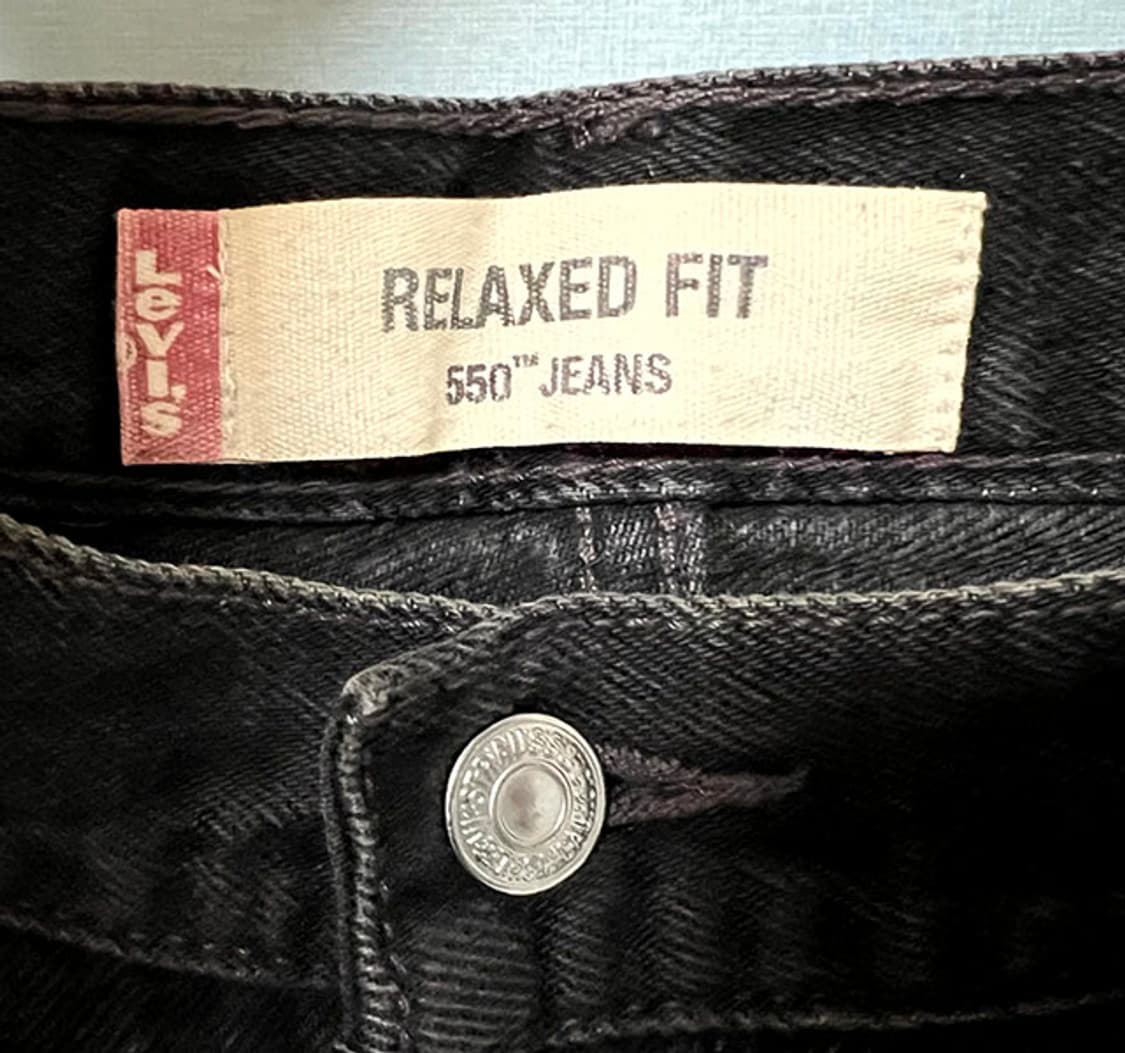 Levi's
RELAXED FIT
550™ JEANS